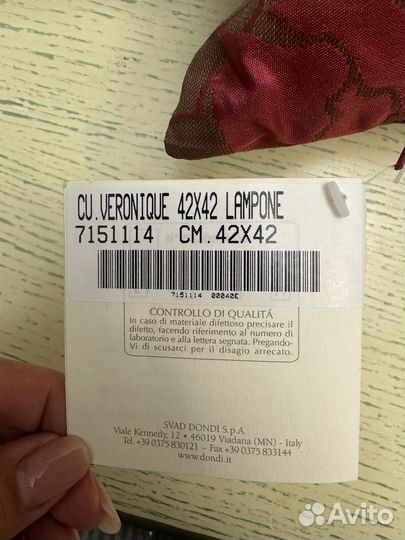 CU.VERONIQUE 42X42 LAMPONE
7151114 CM.42X42
7151114 00040E
CONTROLLO DI QUALITÁ
In caso di materiale difettoso precisare il
difetto, facendo riferimento al numero di
laboratorio e alla lettera segnata. Pregando-
Vi di scusarci per il disagio arrecato.
SVAD DONDI S.p.A.
Viale Kennedy, 12 • 46019 Viadana (MN) - Italy
Tel. +39 0375 830121 - Fax +39 0375 833144
www.dondi.it
Avito